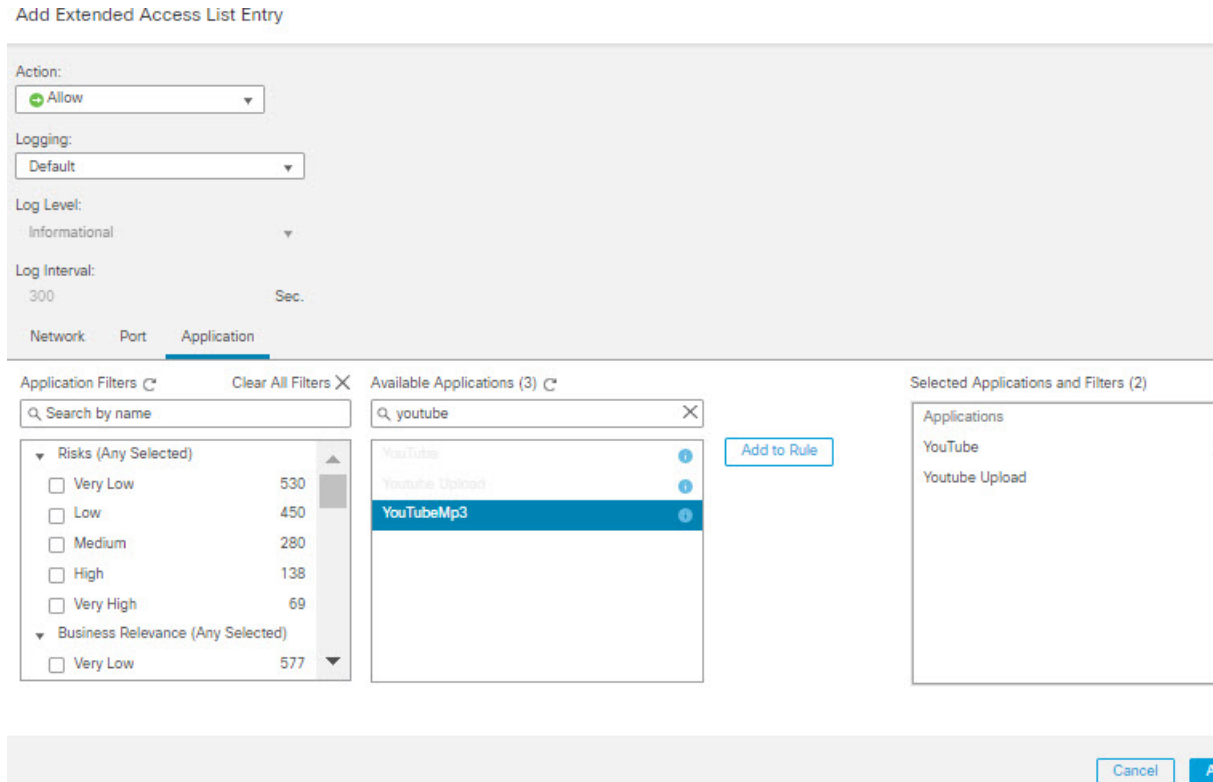 Add Extended Access List Entry
Action:
Allow
Logging:
Default
Log Level:
Informational
Log Interval:
300 Sec.
Network Port Application
Application Filters Clear All Filters
Search by name
Risks (Any Selected)
Very Low 530
Low 450
Medium 280
High 138
Very High 69
Business Relevance (Any Selected)
Very Low 577
Available Applications (3)
youtube
YouTube
Youtube Upload
YouTubeMp3
Add to Rule
Selected Applications and Filters (2)
Applications
YouTube
Youtube Upload
Cancel